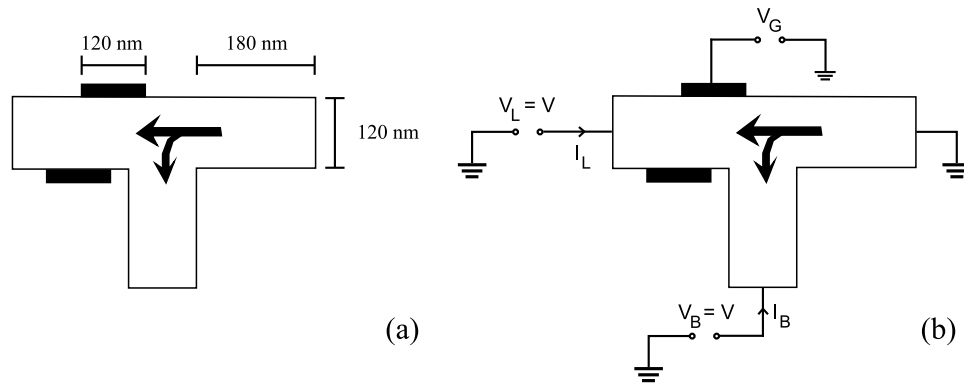 120 nm
180 nm
120 nm
(a)
V_G
V_L = V
I_L
V_B = V
I_B
(b)